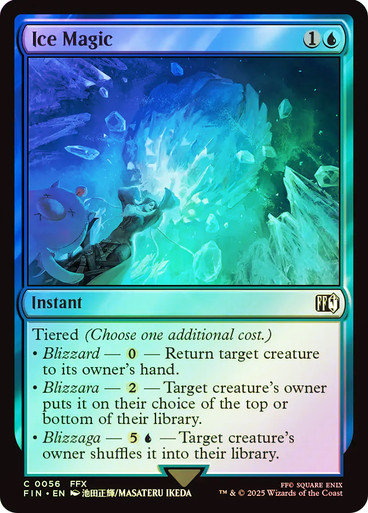 Ice Magic 1
Instant
Tiered (Choose one additional cost.)
• Blizzard — 0 — Return target creature
to its owner's hand.
• Blizzara — 2 — Target creature's owner
puts it on their choice of the top or
bottom of their library.
• Blizzaga — 5 — Target creature's
owner shuffles it into their library.
C 0056 FFX
FIN • EN 池田正輝/MASATERU IKEDA
FF© SQUARE ENIX
™ & © 2025 Wizards of the Coast